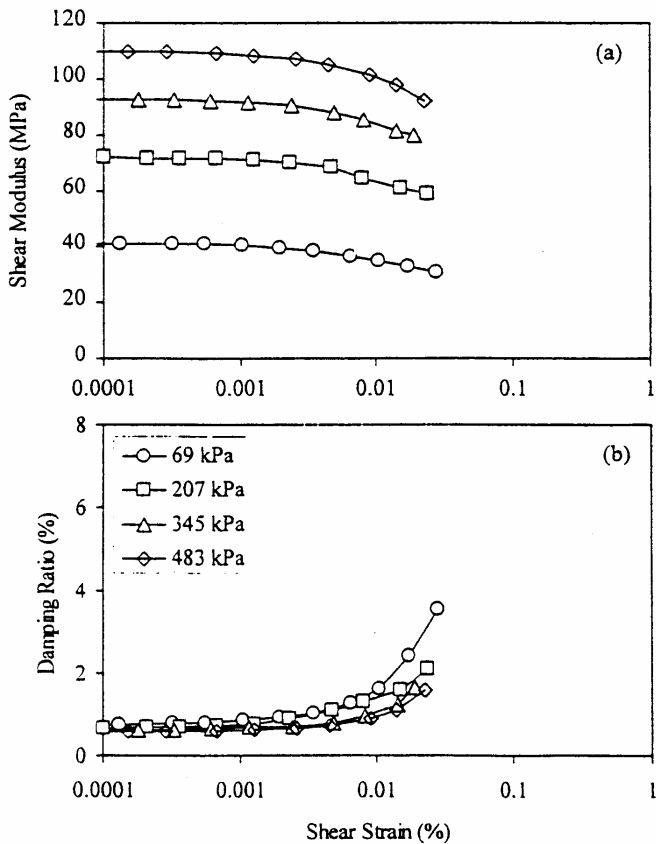 120
100
80
60
40
20
0
Shear Modulus (MPa)
(a)
0.0001
0.001
0.01
0.1
1
8
6
4
2
0
Damping Ratio (%)
(b)
69 kPa
207 kPa
345 kPa
483 kPa
0.0001
0.001
0.01
0.1
1
Shear Strain (%)